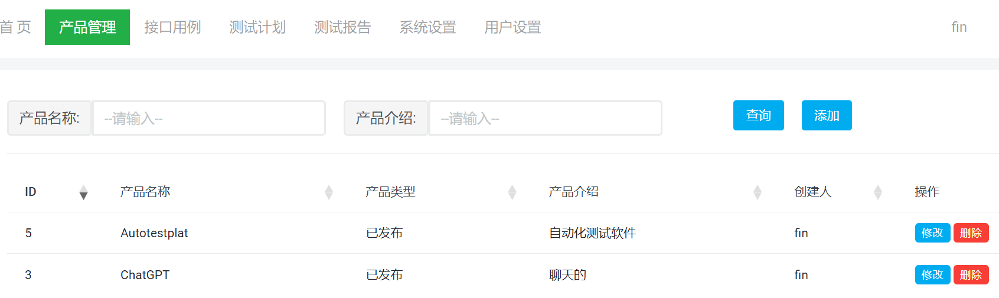 首 页 产品管理 接口用例 测试计划 测试报告 系统设置 用户设置 fin
产品名称: --请输入-- 产品介绍: --请输入-- 查询 添加
ID 产品名称 产品类型 产品介绍 创建人 操作
5 Autotestplat 已发布 自动化测试软件 fin 修改 删除
3 ChatGPT 已发布 聊天的 fin 修改 删除